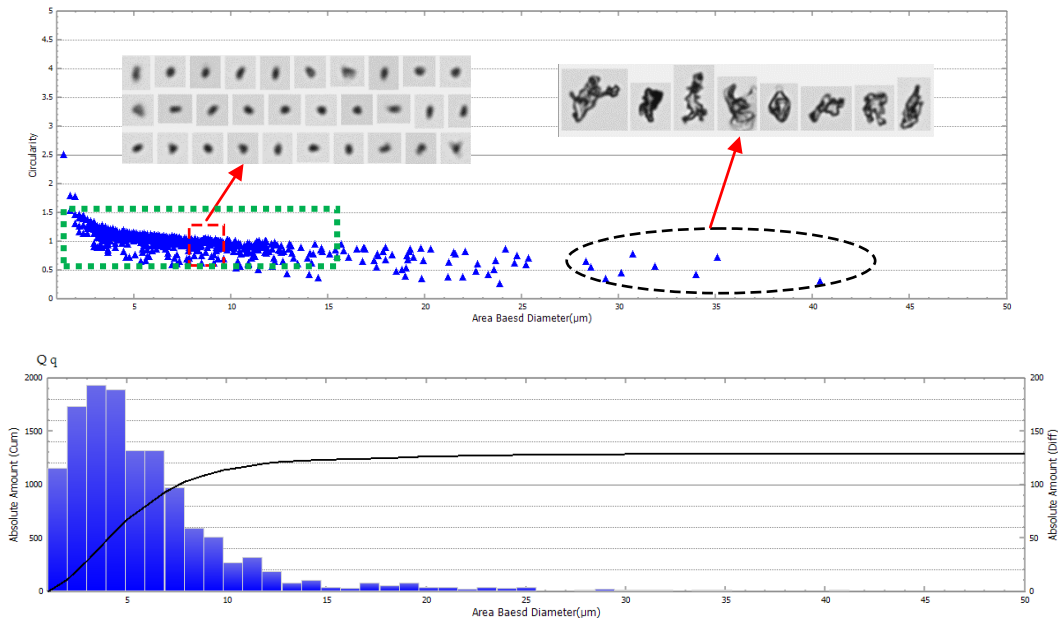 5
4.5
4
3.5
3
2.5
2
1.5
1
0.5
0
Circularity
5 10 15 20 25 30 35 40 45 50
Area Baesd Diameter(µm)
Q q
2000
1500
1000
500
0
Absolute Amount (Cum)
200
150
100
50
0
Absolute Amount (Diff)
5 10 15 20 25 30 35 40 45 50
Area Baesd Diameter(µm)